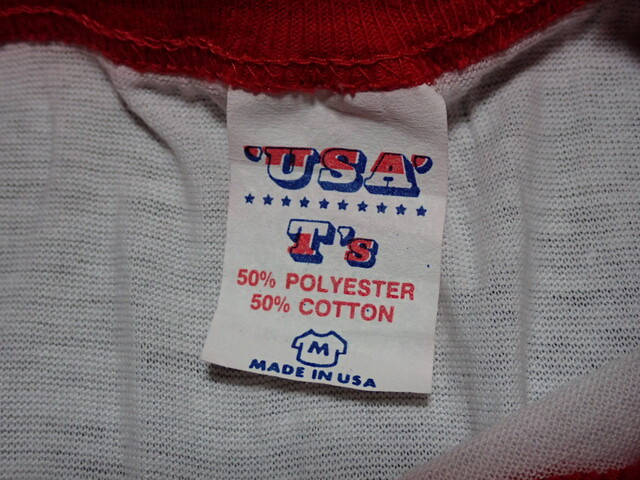 'USA'
T's
50% POLYESTER
50% COTTON
M
MADE IN USA